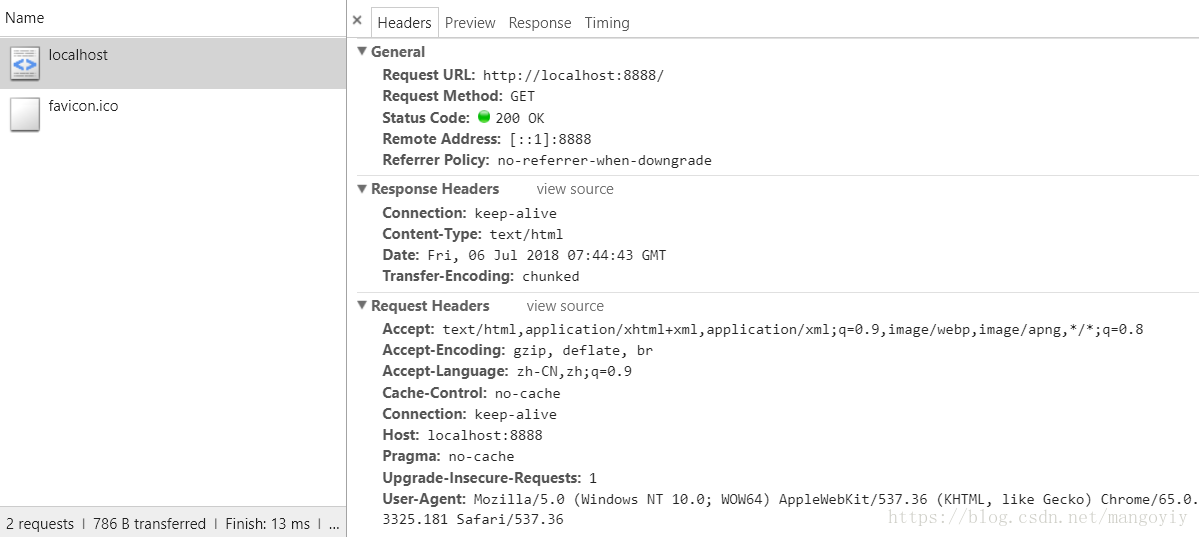 Name
localhost
favicon.ico
2 requests | 786 B transferred | Finish: 13 ms | ...
× Headers Preview Response Timing
▼ General
Request URL: http://localhost:8888/
Request Method: GET
Status Code: 200 OK
Remote Address: [::1]:8888
Referrer Policy: no-referrer-when-downgrade
▼ Response Headers view source
Connection: keep-alive
Content-Type: text/html
Date: Fri, 06 Jul 2018 07:44:43 GMT
Transfer-Encoding: chunked
▼ Request Headers view source
Accept: text/html,application/xhtml+xml,application/xml;q=0.9,image/webp,image/apng,*/*;q=0.8
Accept-Encoding: gzip, deflate, br
Accept-Language: zh-CN,zh;q=0.9
Cache-Control: no-cache
Connection: keep-alive
Host: localhost:8888
Pragma: no-cache
Upgrade-Insecure-Requests: 1
User-Agent: Mozilla/5.0 (Windows NT 10.0; WOW64) AppleWebKit/537.36 (KHTML, like Gecko) Chrome/65.0.
3325.181 Safari/537.36
https://blog.csdn.net/mangoyiy